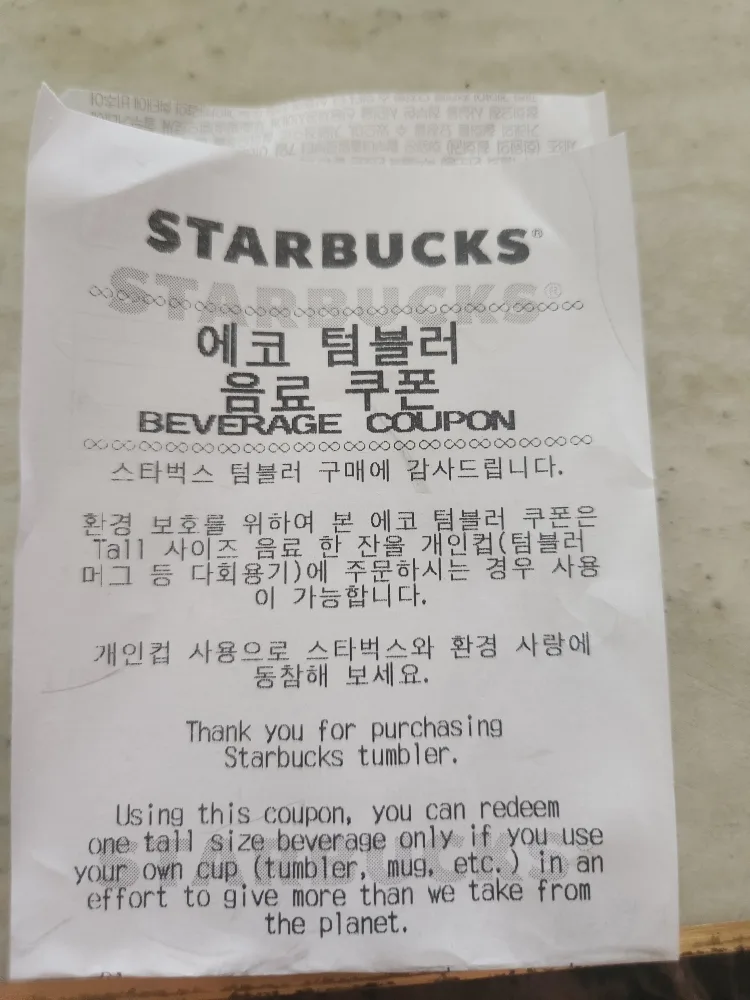 STARBUCKS®
에코 텀블러
음료 쿠폰
BEVERAGE COUPON
스타벅스 텀블러 구매에 감사드립니다.
환경 보호를 위하여 본 에코 텀블러 쿠폰은
Tall 사이즈 음료 한 잔을 개인컵(텀블러
머그 등 다회용기)에 주문하시는 경우 사용
이 가능합니다.
개인컵 사용으로 스타벅스와 환경 사랑에
동참해 보세요.
Thank you for purchasing
Starbucks tumbler.
Using this coupon, you can redeem
one tall size beverage only if you use
your own cup (tumbler, mug, etc.) in an
effort to give more than we take from
the planet.